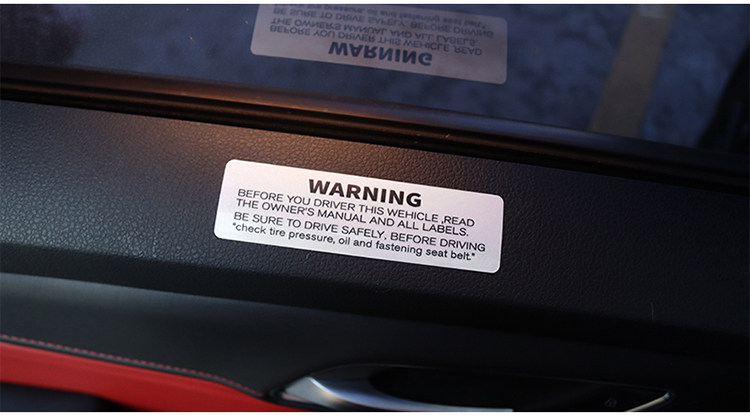 WARNING
BEFORE YOU DRIVER THIS WEHICLE ,READ
THE OWNER'S MANUAL AND ALL LABELS.
BE SURE TO DRIVE SAFELY, BEFORE DRIVING
"check tire pressure, oil and fastening seat belt."